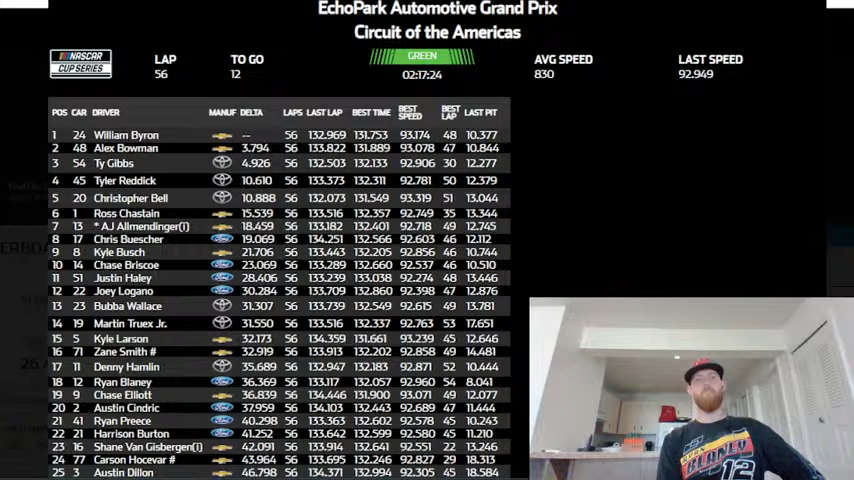 EchoPark Automotive Grand Prix
Circuit of the Americas
NASCAR CUP SERIES
LAP TO GO GREEN AVG SPEED LAST SPEED
56 12 02:17:24 830 92.949
POS CAR DRIVER MANUF DELTA LAPS LAST LAP BEST TIME BEST SPEED BEST LAP LAST PIT
1 24 William Byron -- 56 132.969 131.753 93.174 48 10.377
2 48 Alex Bowman 3.794 56 133.822 131.889 93.078 47 10.844
3 54 Ty Gibbs 4.926 56 132.503 132.133 92.906 30 12.277
4 45 Tyler Reddick 10.610 56 133.373 132.311 92.781 50 12.379
5 20 Christopher Bell 10.888 56 132.073 131.549 93.319 51 13.044
6 1 Ross Chastain 15.539 56 133.516 132.357 92.749 35 13.344
7 13 * AJ Allmendinger(i) 18.459 56 133.182 132.401 92.718 49 12.745
8 17 Chris Buescher 19.069 56 134.251 132.566 92.603 46 12.112
9 8 Kyle Busch 21.706 56 133.443 132.205 92.856 46 10.744
10 14 Chase Briscoe 23.069 56 133.289 132.660 92.537 46 10.510
11 51 Justin Haley 28.406 56 133.239 133.038 92.274 48 13.446
12 22 Joey Logano 30.284 56 133.709 132.860 92.398 47 12.876
13 23 Bubba Wallace 31.307 56 133.739 132.549 92.615 49 13.781
14 19 Martin Truex Jr. 31.550 56 133.516 132.337 92.763 53 17.651
15 5 Kyle Larson 32.173 56 134.359 131.661 93.239 45 12.646
16 71 Zane Smith # 32.919 56 134.913 132.202 92.858 49 14.481
17 11 Denny Hamlin 35.689 56 132.947 132.183 92.871 52 10.444
18 12 Ryan Blaney 36.369 56 133.117 132.057 92.960 54 8.041
19 9 Chase Elliott 36.839 56 134.446 131.900 93.071 49 12.077
20 2 Austin Cindric 37.959 56 134.103 132.443 92.689 47 11.444
21 41 Ryan Preece 40.298 56 133.363 132.602 92.578 45 10.243
22 21 Harrison Burton 41.252 56 133.642 132.599 92.580 45 11.210
23 16 Shane Van Gisbergen(i) 42.091 56 133.914 132.641 92.551 22 13.246
24 77 Carson Hocevar # 43.964 56 133.695 132.246 92.827 29 18.313
25 3 Austin Dillon 46.798 56 134.371 132.994 92.305 45 18.584
RYAN
BLANEY
12